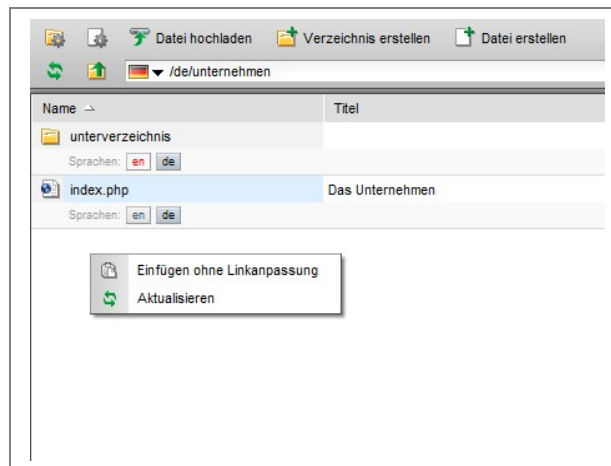 Datei hochladen Verzeichnis erstellen Datei erstellen
/de/unternehmen
Name Titel
unterverzeichnis
Sprachen: en de
index.php Das Unternehmen
Sprachen: en de
Einfügen ohne Linkanpassung
Aktualisieren